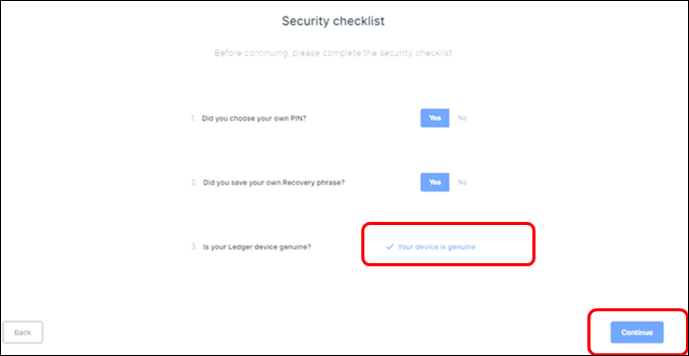 Security checklist
Before continuing, please complete the security checklist
1. Did you choose your own PIN? Yes No
2. Did you save your own Recovery phrase? Yes No
3. Is your Ledger device genuine? ✓ Your device is genuine
Back Continue